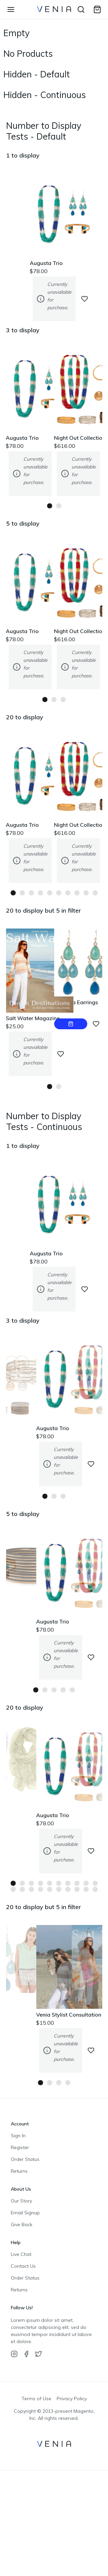 VENIA
Empty
No Products
Hidden - Default
Hidden - Continuous
Number to Display
Tests - Default
1 to display
Augusta Trio
$78.00
Currently
unavailable
for
purchase.
3 to display
Augusta Trio
$78.00
Currently
unavailable
for
purchase.
Night Out Collectio
$616.00
Currently
unavailable
for
purchase.
5 to display
Augusta Trio
$78.00
Currently
unavailable
for
purchase.
Night Out Collectio
$616.00
Currently
unavailable
for
purchase.
20 to display
Augusta Trio
$78.00
Currently
unavailable
for
purchase.
Night Out Collectio
$616.00
Currently
unavailable
for
purchase.
20 to display but 5 in filter
Salt Wat
Salt Water Magazine
$25.00
Currently
unavailable
for
purchase.
Earrings
Number to Display
Tests - Continuous
1 to display
Augusta Trio
$78.00
Currently
unavailable
for
purchase.
3 to display
Augusta Trio
$78.00
Currently
unavailable
for
purchase.
5 to display
Augusta Trio
$78.00
Currently
unavailable
for
purchase.
20 to display
Augusta Trio
$78.00
Currently
unavailable
for
purchase.
20 to display but 5 in filter
Venia Stylist Consultation
$15.00
Currently
unavailable
for
purchase.
Account
Sign In
Register
Order Status
Returns
About Us
Our Story
Email Signup
Give Back
Help
Live Chat
Contact Us
Order Status
Returns
Follow Us!
Lorem ipsum dolor sit amet,
consectetur adipsicing elit, sed do
eiusmod tempor incididunt ut labore
et dolore.
Terms of Use Privacy Policy
Copyright © 2013-present Magento,
Inc. All rights reserved.
VENIA